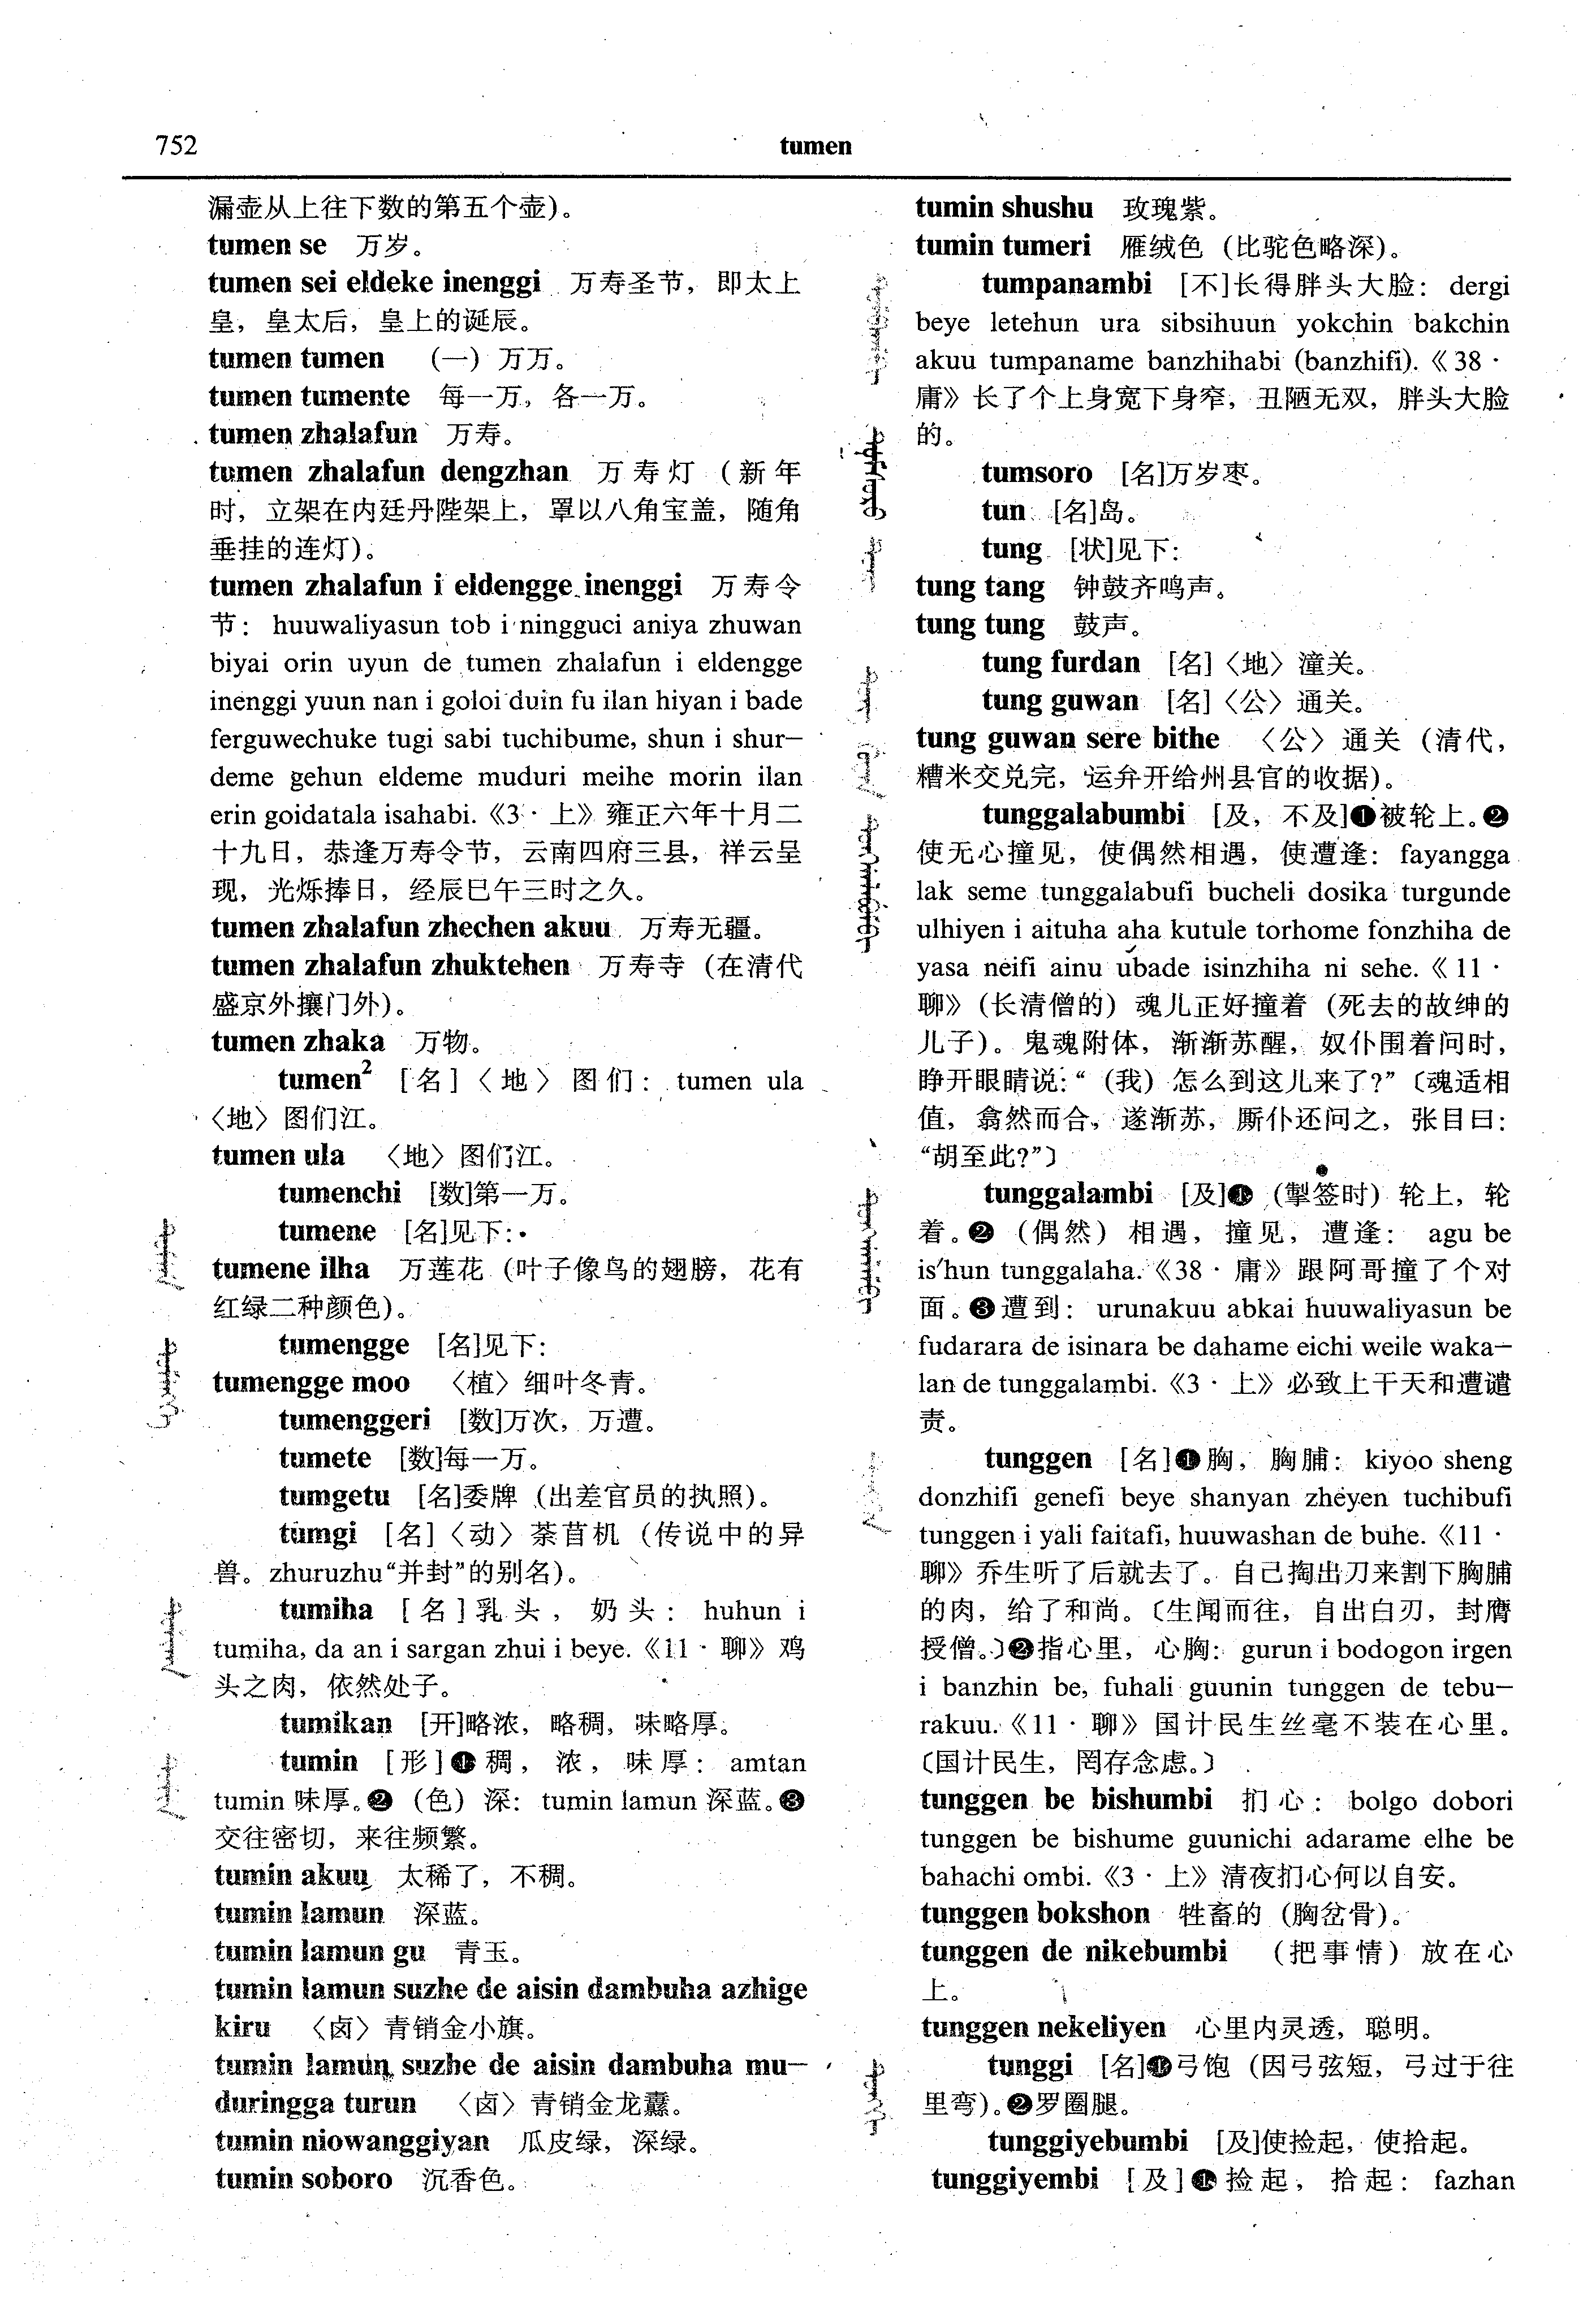 752
tumen
漏壶从上往下数的第五个壶)。
tumen se 万岁。
tumen sei eldeke inenggi 万寿圣节，即太上
皇，皇太后，皇上的诞辰。
tumen tumen (一) 万万。
tumen tumente 每一万，各一万。
tumen zhalafun 万寿。
tumen zhalafun dengzhan 万寿灯 (新年
时，立架在内廷丹陛架上，罩以八角宝盖，随角
垂挂的连灯)。
tumen zhalafun i eldengge inenggi 万寿令
节: huuwaliyasun tob i ningguci aniya zhuwan
biyai orin uyun de tumen zhalafun i eldengge
inenggi yuun nan i goloi duin fu ilan hiyan i bade
ferguwechuke tugi sabi tuchibume, shun i shur–
deme gehun eldeme muduri meihe morin ilan
erin goidatala isahabi.《3·上》雍正六年十月二
十九日，恭逢万寿令节，云南四府三县，祥云呈
现，光烁捧日，经辰巳午三时之久。
tumen zhalafun zhechen akuu 万寿无疆。
tumen zhalafun zhuktehen 万寿寺 (在清代
盛京外攘门外)。
tumen zhaka 万物。
tumen² [名]〈地〉图们: tumen ula
〈地〉图们江。
tumen ula 〈地〉图们江。
tumenchi [数]第一万。
tumene [名]见下:
tumene ilha 万莲花 (叶子像鸟的翅膀，花有
红绿二种颜色)。
tumengge [名]见下:
tumengge moo 〈植〉细叶冬青。
tumenggeri [数]万次，万遭。
tumete [数]每一万。
tumgetu [名]委牌 (出差官员的执照)。
tumgi [名]〈动〉荼苜机 (传说中的异
兽。zhuruzhu“并封”的别名)。
tumiha [名]乳头，奶头: huhun i
tumiha, da an i sargan zhui i beye.《11·聊》鸡
头之肉，依然处子。
tumikan [开]略浓，略稠，味略厚。
tumin [形]❶稠，浓，味厚: amtan
tumin 味厚。❷ (色) 深: tumin lamun 深蓝。❸
交往密切，来往频繁。
tumin akuu 太稀了，不稠。
tumin lamun 深蓝。
tumin lamun gu 青玉。
tumin lamun suzhe de aisin dambuha azhige
kiru 〈卤〉青销金小旗。
tumin lamun suzhe de aisin dambuha mu–
duringga turun 〈卤〉青销金龙纛。
tumin niowanggiyan 瓜皮绿，深绿。
tumin soboro 沉香色。
tumin shushu 玫瑰紫。
tumin tumeri 雁绒色 (比驼色略深)。
tumpanambi [不]长得胖头大脸: dergi
beye letehun ura sibsihuun yokchin bakchin
akuu tumpaname banzhihabi (banzhifi).《38·
庸》长了个上身宽下身窄，丑陋无双，胖头大脸
的。
tumsoro [名]万岁枣。
tun [名]岛。
tung [状]见下:
tung tang 钟鼓齐鸣声。
tung tung 鼓声。
tung furdan [名]〈地〉潼关。
tung guwan [名]〈公〉通关。
tung guwan sere bithe 〈公〉通关 (清代，
糟米交兑完，运弁开给州县官的收据)。
tunggalabumbi [及，不及]❶被轮上。❷
使无心撞见，使偶然相遇，使遭逢: fayangga
lak seme tunggalabufi bucheli dosika turgunde
ulhiyen i aituha aha kutule torhome fonzhiha de
yasa neifi ainu ubade isinzhiha ni sehe.《11·
聊》(长清僧的) 魂儿正好撞着 (死去的故绅的
儿子)。鬼魂附体，渐渐苏醒，奴仆围着问时，
睁开眼睛说:“ (我) 怎么到这儿来了?”〔魂适相
值，翕然而合，遂渐苏，厮仆还问之，张目曰:
“胡至此?”〕
tunggalambi [及]❶ (掣签时) 轮上，轮
着。❷ (偶然) 相遇，撞见，遭逢: agu be
is'hun tunggalaha.《38·庸》跟阿哥撞了个对
面。❸遭到: urunakuu abkai huuwaliyasun be
fudarara de isinara be dahame eichi weile waka–
lan de tunggalambi.《3·上》必致上干天和遭谴
责。
tunggen [名]❶胸，胸脯: kiyoo sheng
donzhifi genefi beye shanyan zheyen tuchibufi
tunggen i yali faitafi, huuwashan de buhe.《11·
聊》乔生听了后就去了。自己掏出刀来割下胸脯
的肉，给了和尚。〔生闻而往，自出白刃，封膺
授僧。〕❷指心里，心胸: gurun i bodogon irgen
i banzhin be, fuhali guunin tunggen de tebu–
rakuu.《11·聊》国计民生丝毫不装在心里。
〔国计民生，罔存念虑。〕
tunggen be bishumbi 扪心: bolgo dobori
tunggen be bishume guunichi adarame elhe be
bahachi ombi.《3·上》清夜扪心何以自安。
tunggen bokshon 牲畜的 (胸岔骨)。
tunggen de nikebumbi (把事情) 放在心
上。
tunggen nekeliyen 心里内灵透，聪明。
tunggi [名]❶弓饱 (因弓弦短，弓过于往
里弯)。❷罗圈腿。
tunggiyebumbi [及]使捡起，使拾起。
tunggiyembi [及]❶捡起，拾起: fazhan